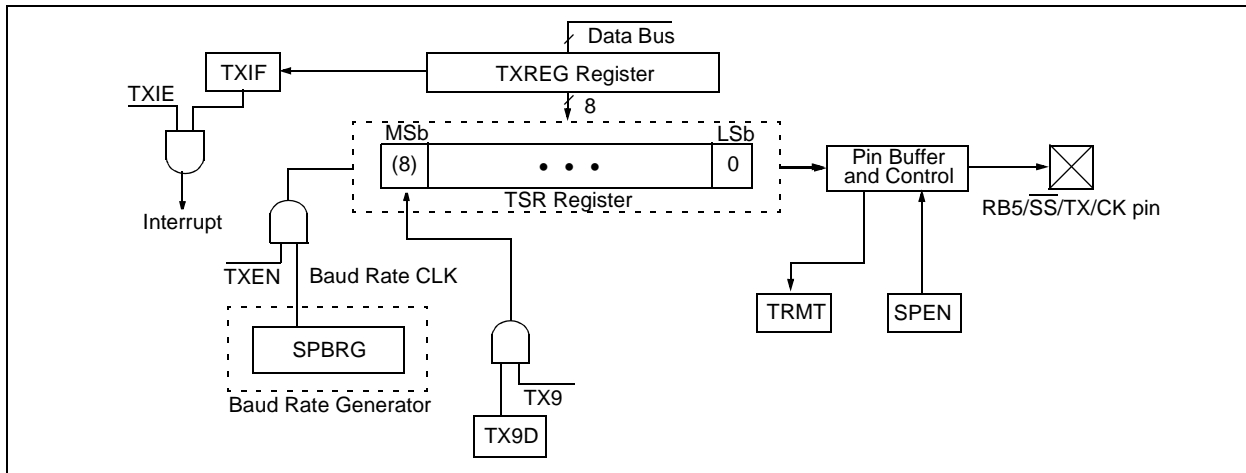 Data Bus
TXIF
TXREG Register
TXIE
8
MSb
LSb
(8)
• • •
0
Pin Buffer
and Control
TSR Register
Interrupt
RB5/SS/TX/CK pin
TXEN
Baud Rate CLK
TRMT
SPEN
SPBRG
TX9
Baud Rate Generator
TX9D